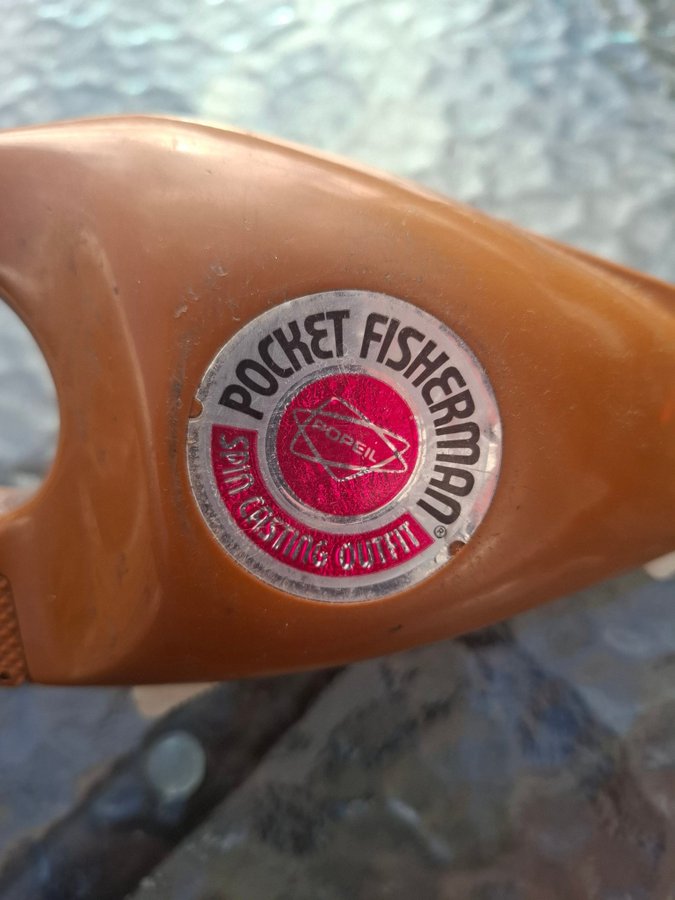 POCKET FISHERMAN®
POPEIL
SPIN CASTING OUTFIT